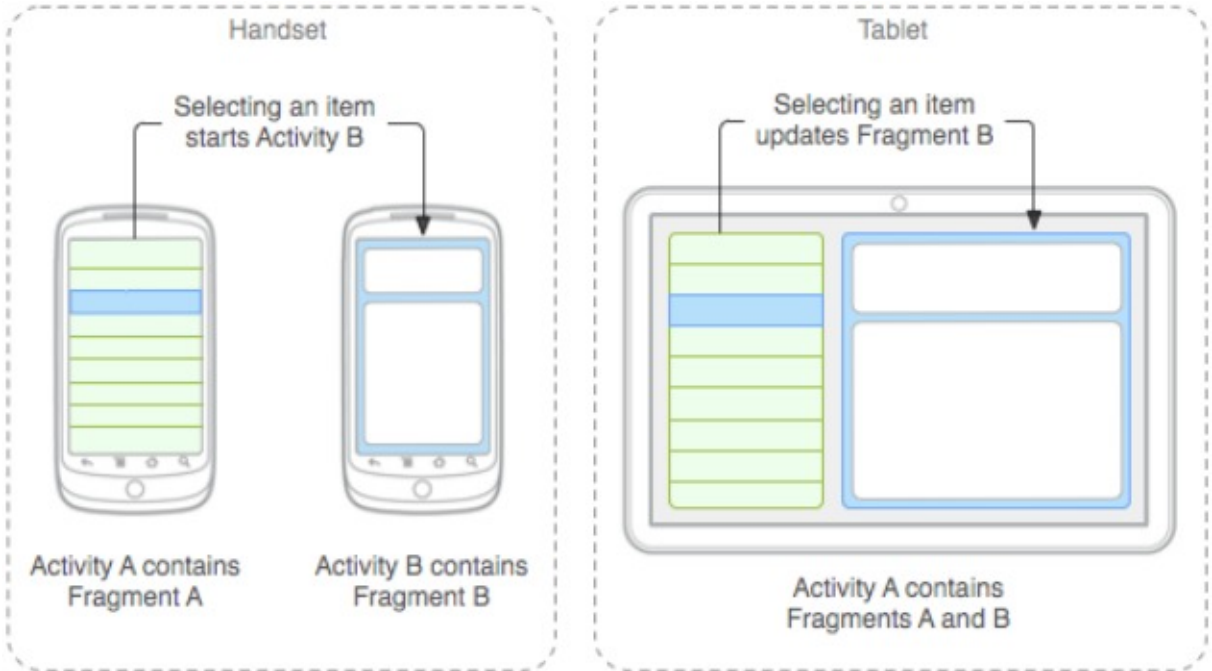 Handset
Selecting an item
starts Activity B
Activity A contains
Fragment A
Activity B contains
Fragment B
Tablet
Selecting an item
updates Fragment B
Activity A contains
Fragments A and B